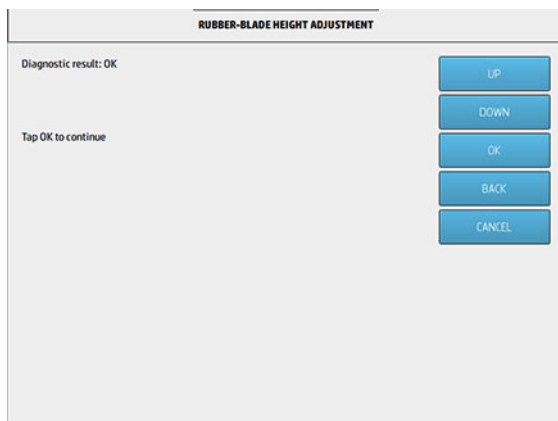 RUBBER-BLADE HEIGHT ADJUSTMENT
Diagnostic result: OK
Tap OK to continue
UP
DOWN
OK
BACK
CANCEL